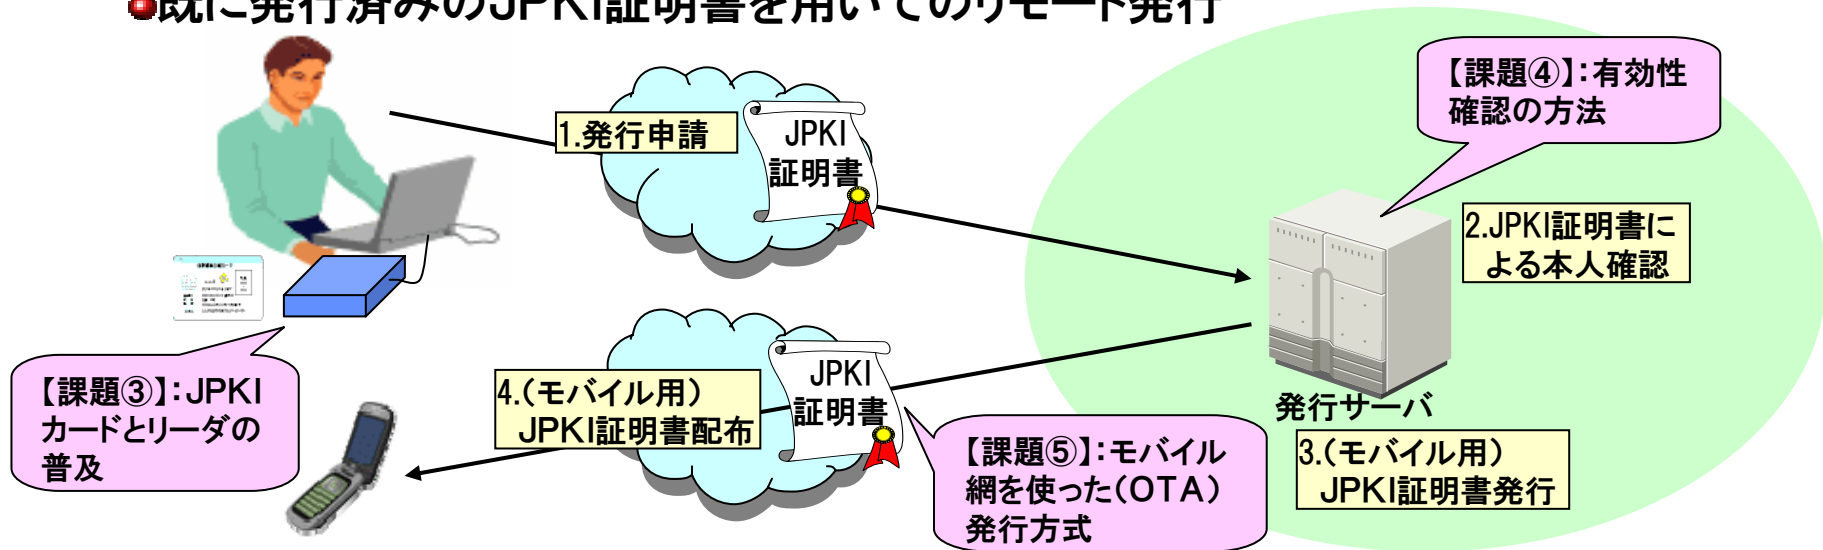 既に発行済みのJPKI証明書を用いてのリモート発行
【課題④】：有効性
確認の方法
1.発行申請
JPKI
証明書
2.JPKI証明書に
よる本人確認
【課題③】：JPKI
カードとリーダの
普及
4.(モバイル用)
JPKI証明書配布
JPKI
証明書
【課題⑤】：モバイル
網を使った(OTA)
発行方式
発行サーバ
3.(モバイル用)
JPKI証明書発行